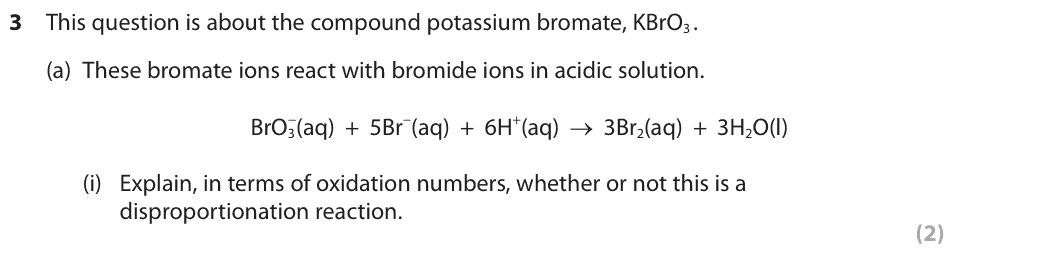 3 This question is about the compound potassium bromate, KBrO₃.
(a) These bromate ions react with bromide ions in acidic solution.
BrO₃⁻(aq) + 5Br⁻(aq) + 6H⁺(aq) → 3Br₂(aq) + 3H₂O(l)
(i) Explain, in terms of oxidation numbers, whether or not this is a
disproportionation reaction.
(2)